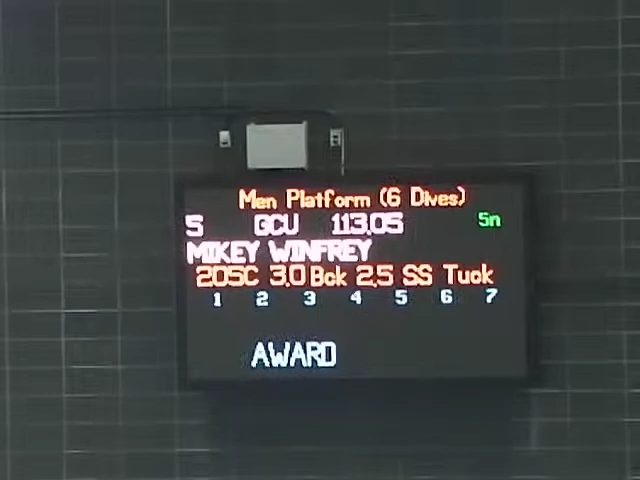 Men Platform (6 Dives)
5 GCU 113.05 5n
MIKEY WINFREY
205C 3.0 Bck 2.5 SS Tuck
1 2 3 4 5 6 7
AWARD